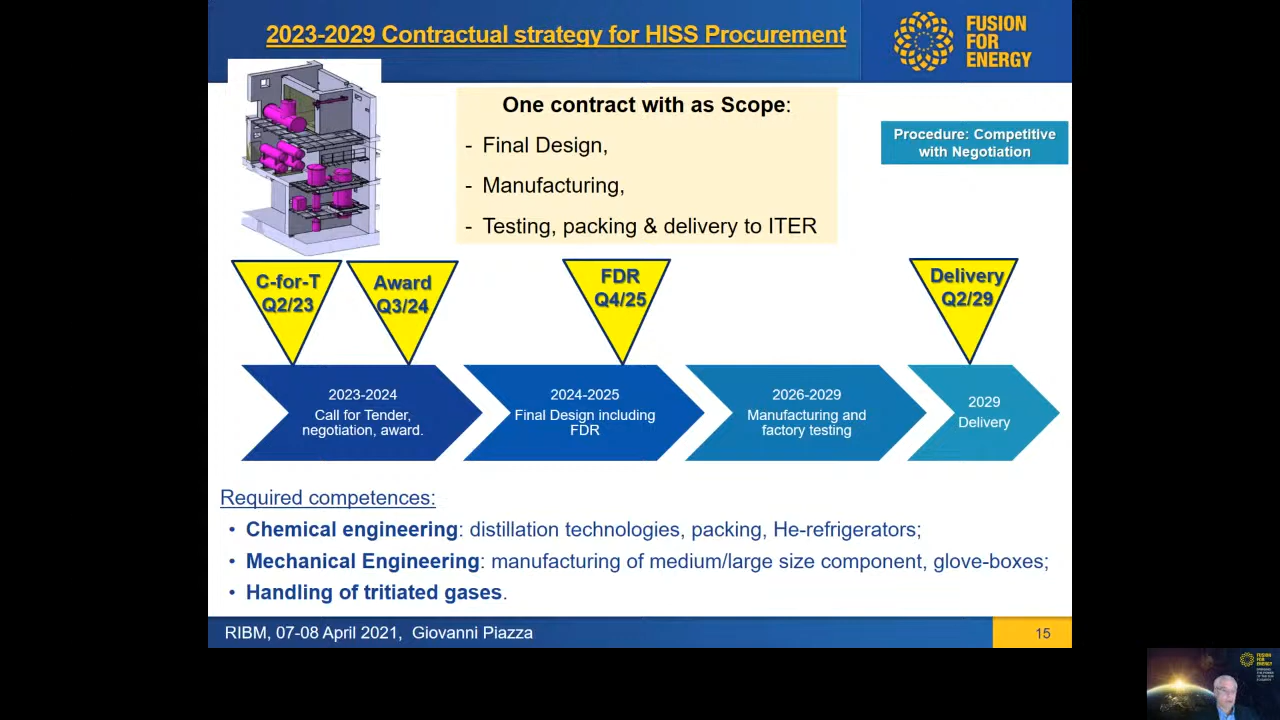 2023-2029 Contractual strategy for HISS Procurement
FUSION
FOR
ENERGY
One contract with as Scope:
- Final Design,
- Manufacturing,
- Testing, packing & delivery to ITER
Procedure: Competitive
with Negotiation
C-for-T
Q2/23
Award
Q3/24
FDR
Q4/25
Delivery
Q2/29
2023-2024
Call for Tender,
negotiation, award.
2024-2025
Final Design including
FDR
2026-2029
Manufacturing and
factory testing
2029
Delivery
Required competences:
• Chemical engineering: distillation technologies, packing, He-refrigerators;
• Mechanical Engineering: manufacturing of medium/large size component, glove-boxes;
• Handling of tritiated gases.
RIBM, 07-08 April 2021, Giovanni Piazza
15
FUSION
FOR
ENERGY